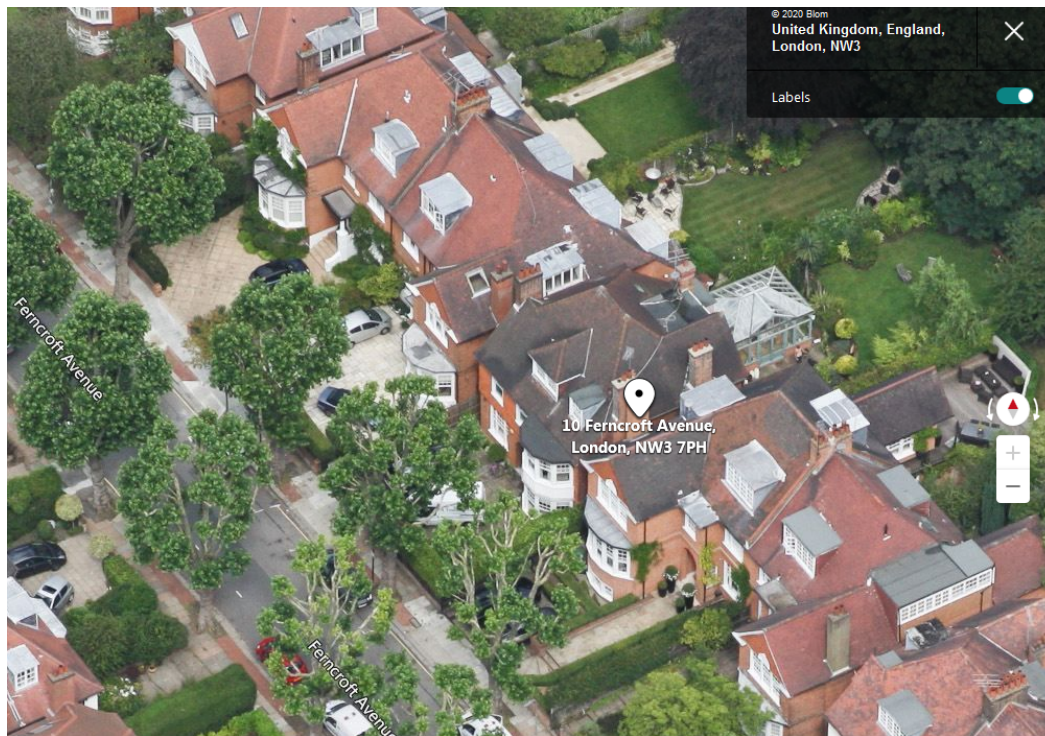 © 2020 Blom
United Kingdom, England,
London, NW3
Labels
Ferncroft Avenue
10 Ferncroft Avenue,
London, NW3 7PH
Ferncroft Avenue